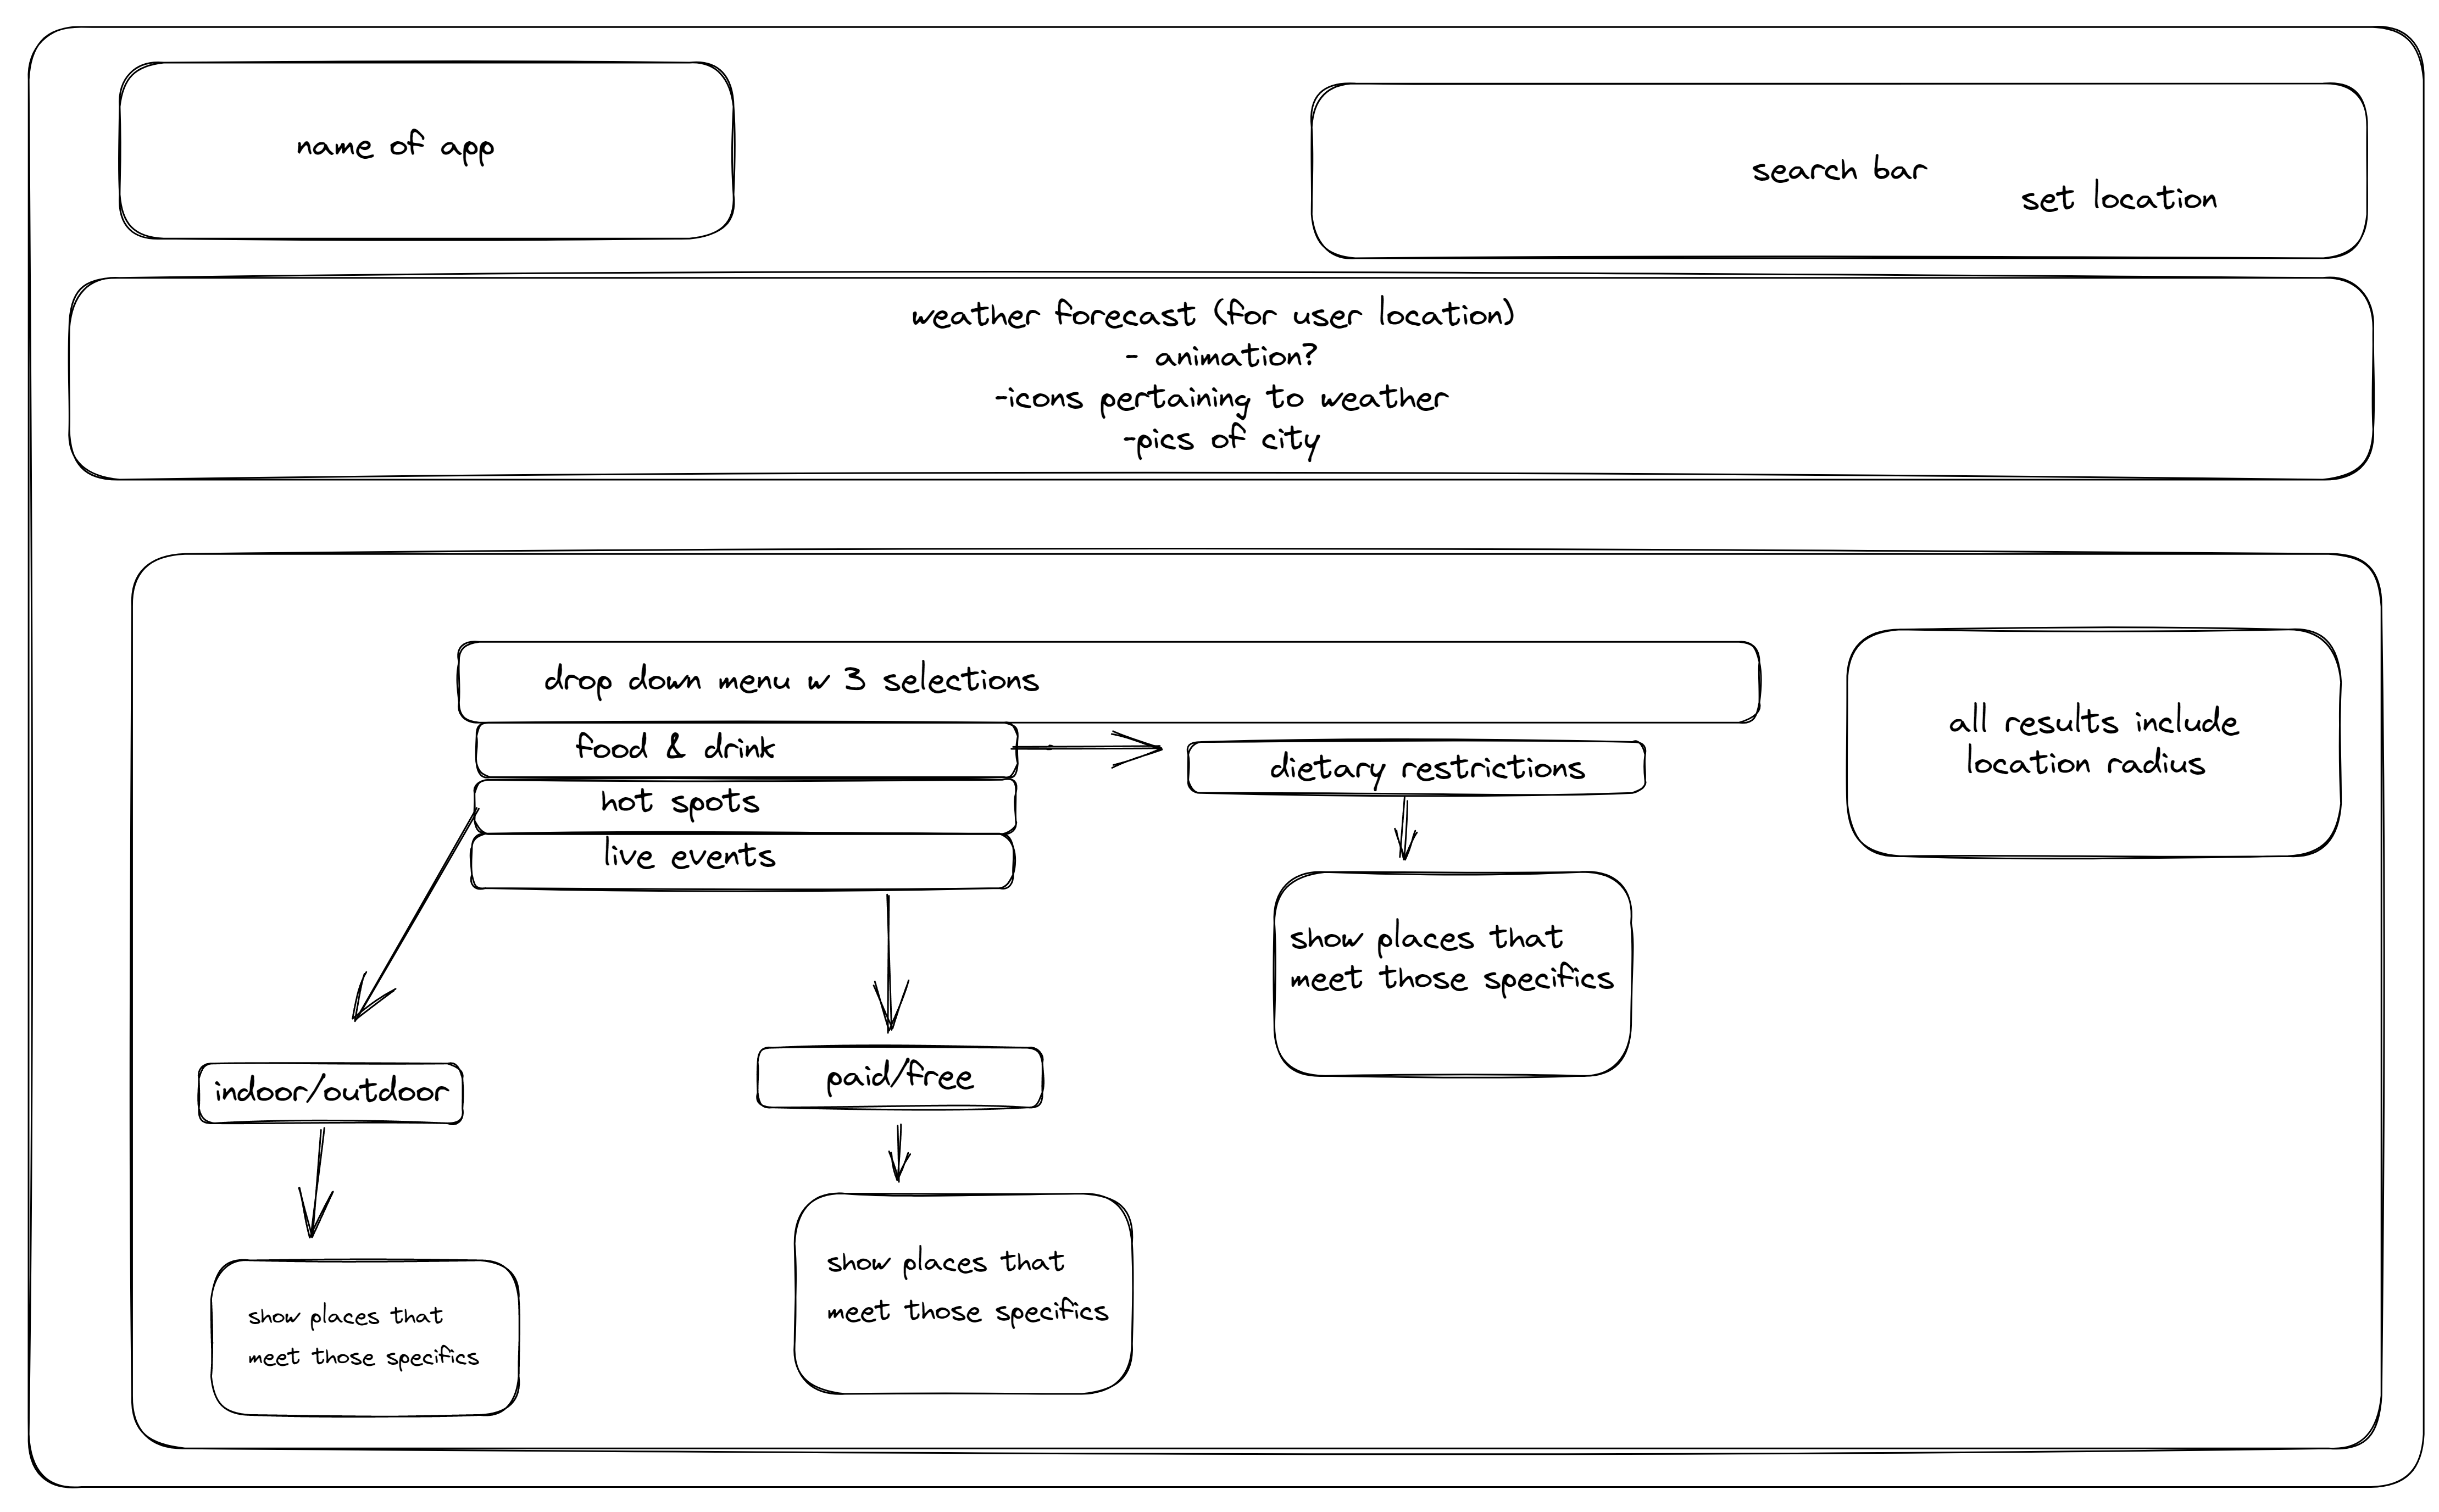 name of app
search bar
set location
weather forecast (for user location)
- animation?
-icons pertaining to weather
-pics of city
drop down menu w 3 selections
food & drink
hot spots
live events
dietary restrictions
all results include
location radius
show places that
meet those specifics
indoor/outdoor
paid/free
show places that
meet those specifics
show places that
meet those specifics